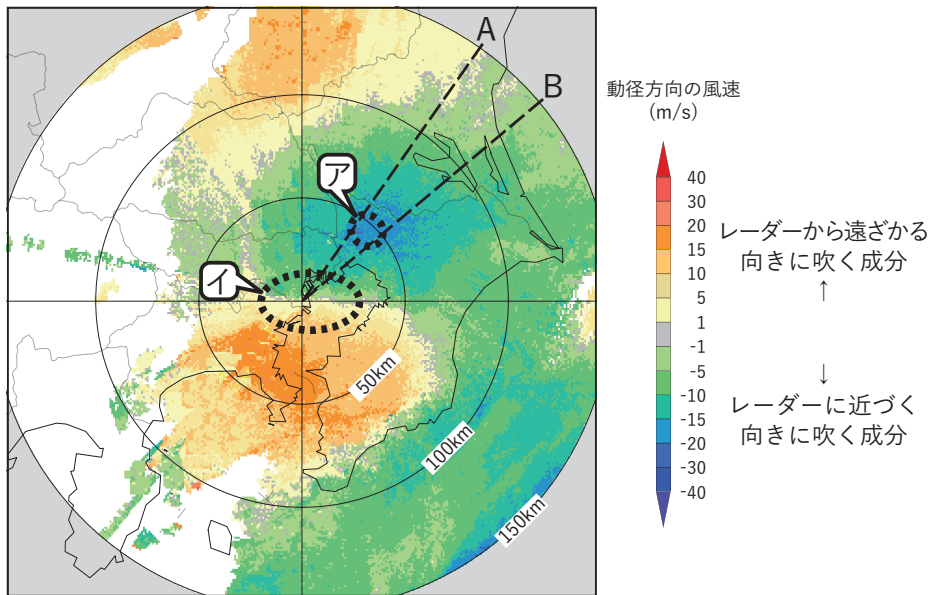 A
B
ア
イ
50km
100km
150km
動径方向の風速
(m/s)
40
30
20
15
10
5
1
-1
-5
-10
-15
-20
-30
-40
レーダーから遠ざかる
向きに吹く成分
↑
↓
レーダーに近づく
向きに吹く成分